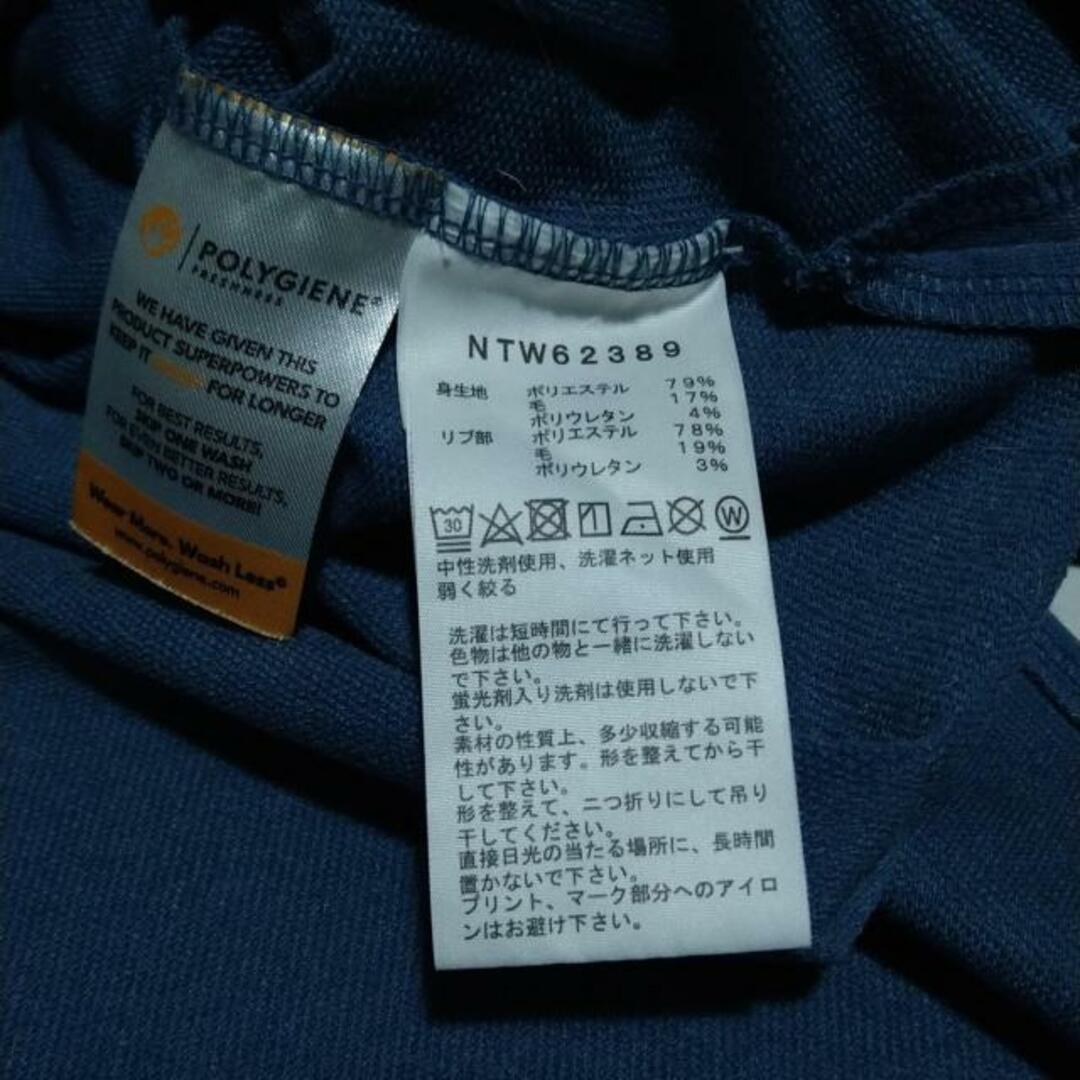 POLYGIENE®
FRESHNESS
WE HAVE GIVEN THIS
PRODUCT SUPERPOWERS TO
KEEP IT FOR LONGER
FOR BEST RESULTS,
SKIP ONE WASH
FOR EVEN BETTER RESULTS,
SKIP TWO OR MORE!
Wear More. Wash Less®
www.polygiene.com
NTW62389
身生地 ポリエステル 79%
毛 17%
ポリウレタン 4%
リブ部 ポリエステル 78%
毛 19%
ポリウレタン 3%
30
W
中性洗剤使用、洗濯ネット使用
弱く絞る
洗濯は短時間にて行って下さい。
色物は他の物と一緒に洗濯しない
で下さい。
蛍光剤入り洗剤は使用しないで下
さい。
素材の性質上、多少収縮する可能
性があります。形を整えてから干
して下さい。
形を整えて、二つ折りにして吊り
干してください。
直接日光の当たる場所に、長時間
置かないで下さい。
プリント、マーク部分へのアイロ
ンはお避け下さい。